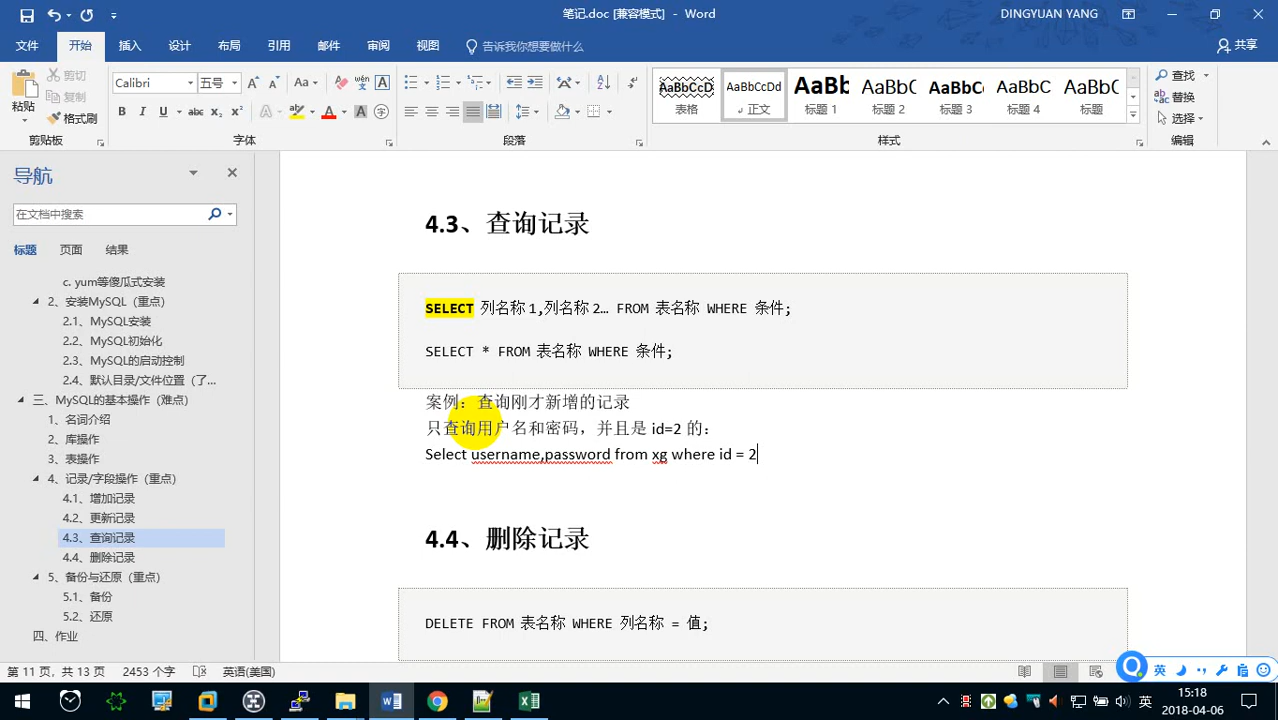 笔记.doc [兼容模式] - Word
DINGYUAN YANG
文件
开始
插入
设计
布局
引用
邮件
审阅
视图
告诉我你想要做什么
共享
粘贴
剪切
复制
格式刷
剪贴板
Calibri
五号
字体
段落
AaBbCcD
表格
AaBbCcDd
正文
AaBb
标题 1
AaBbC
标题 2
AaBbC
标题 3
AaBbC
标题 4
AaBbC
标题
样式
查找
替换
选择
编辑
导航
在文档中搜索
标题 页面 结果
c. yum等傻瓜式安装
2、安装MySQL（重点）
2.1、MySQL安装
2.2、MySQL初始化
2.3、MySQL的启动控制
2.4、默认目录/文件位置（了...
三、MySQL的基本操作（难点）
1、名词介绍
2、库操作
3、表操作
4、记录/字段操作（重点）
4.1、增加记录
4.2、更新记录
4.3、查询记录
4.4、删除记录
5、备份与还原（重点）
5.1、备份
5.2、还原
四、作业
4.3、查询记录
SELECT 列名称 1,列名称 2… FROM 表名称 WHERE 条件;
SELECT * FROM 表名称 WHERE 条件;
案例：查询刚才新增的记录
只查询用户名和密码，并且是 id=2 的：
Select username,password from xg where id = 2
4.4、删除记录
DELETE FROM 表名称 WHERE 列名称 = 值;
第 11 页，共 13 页 2453 个字 英语(美国)
英
英
15:18
2018-04-06